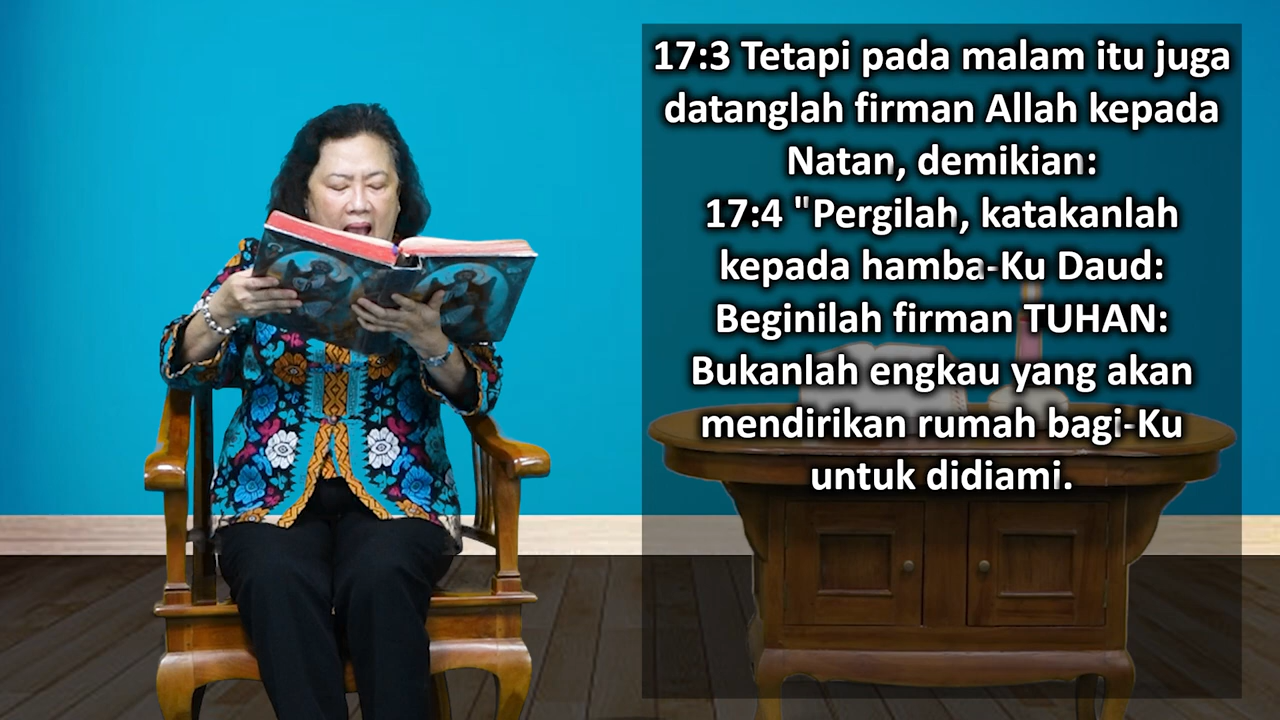 17:3 Tetapi pada malam itu juga
datanglah firman Allah kepada
Natan, demikian:
17:4 "Pergilah, katakanlah
kepada hamba-Ku Daud:
Beginilah firman TUHAN:
Bukanlah engkau yang akan
mendirikan rumah bagi-Ku
untuk didiami.